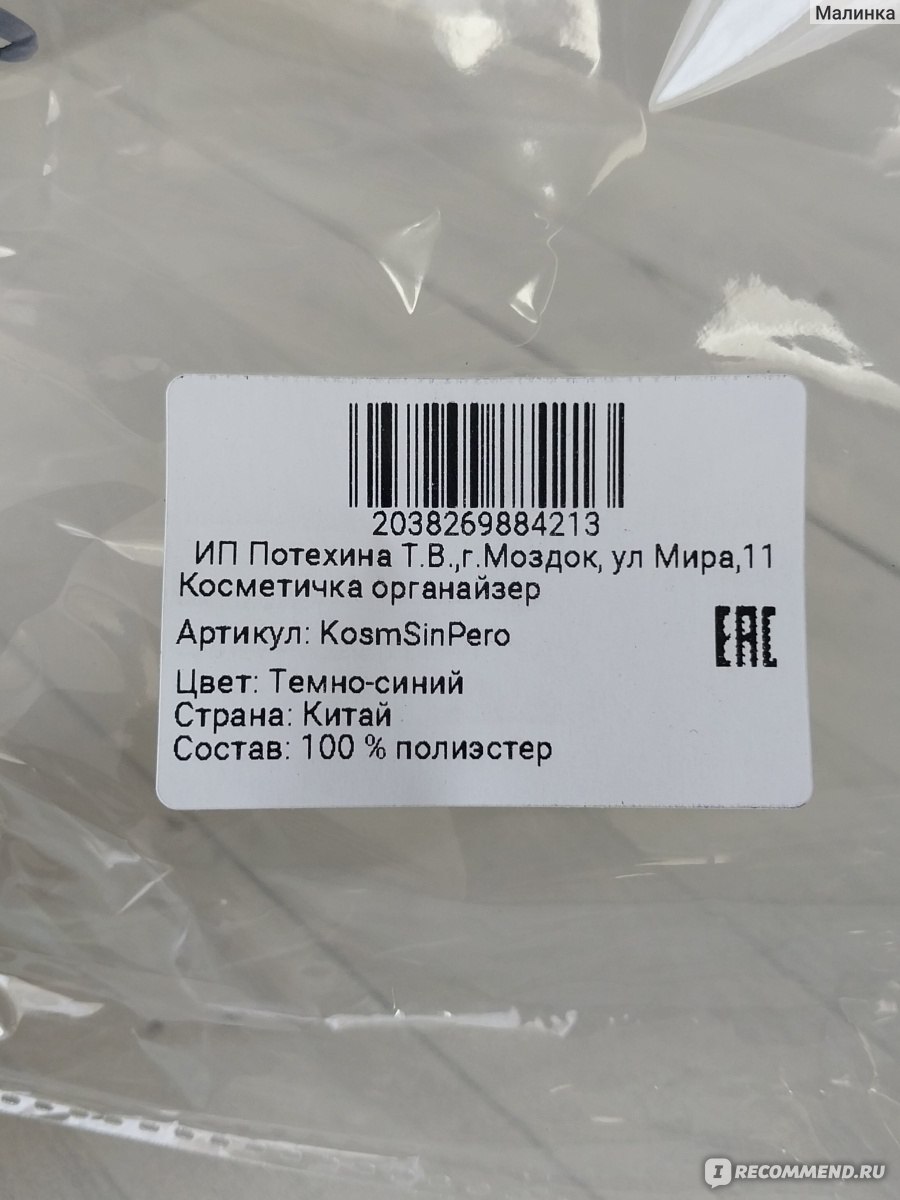 Малинка
2038269884213
ИП Потехина Т.В.,г.Моздок, ул Мира,11
Косметичка органайзер
Артикул: KosmSinPero
EAC
Цвет: Темно-синий
Страна: Китай
Состав: 100 % полиэстер
IRECOMMEND.RU